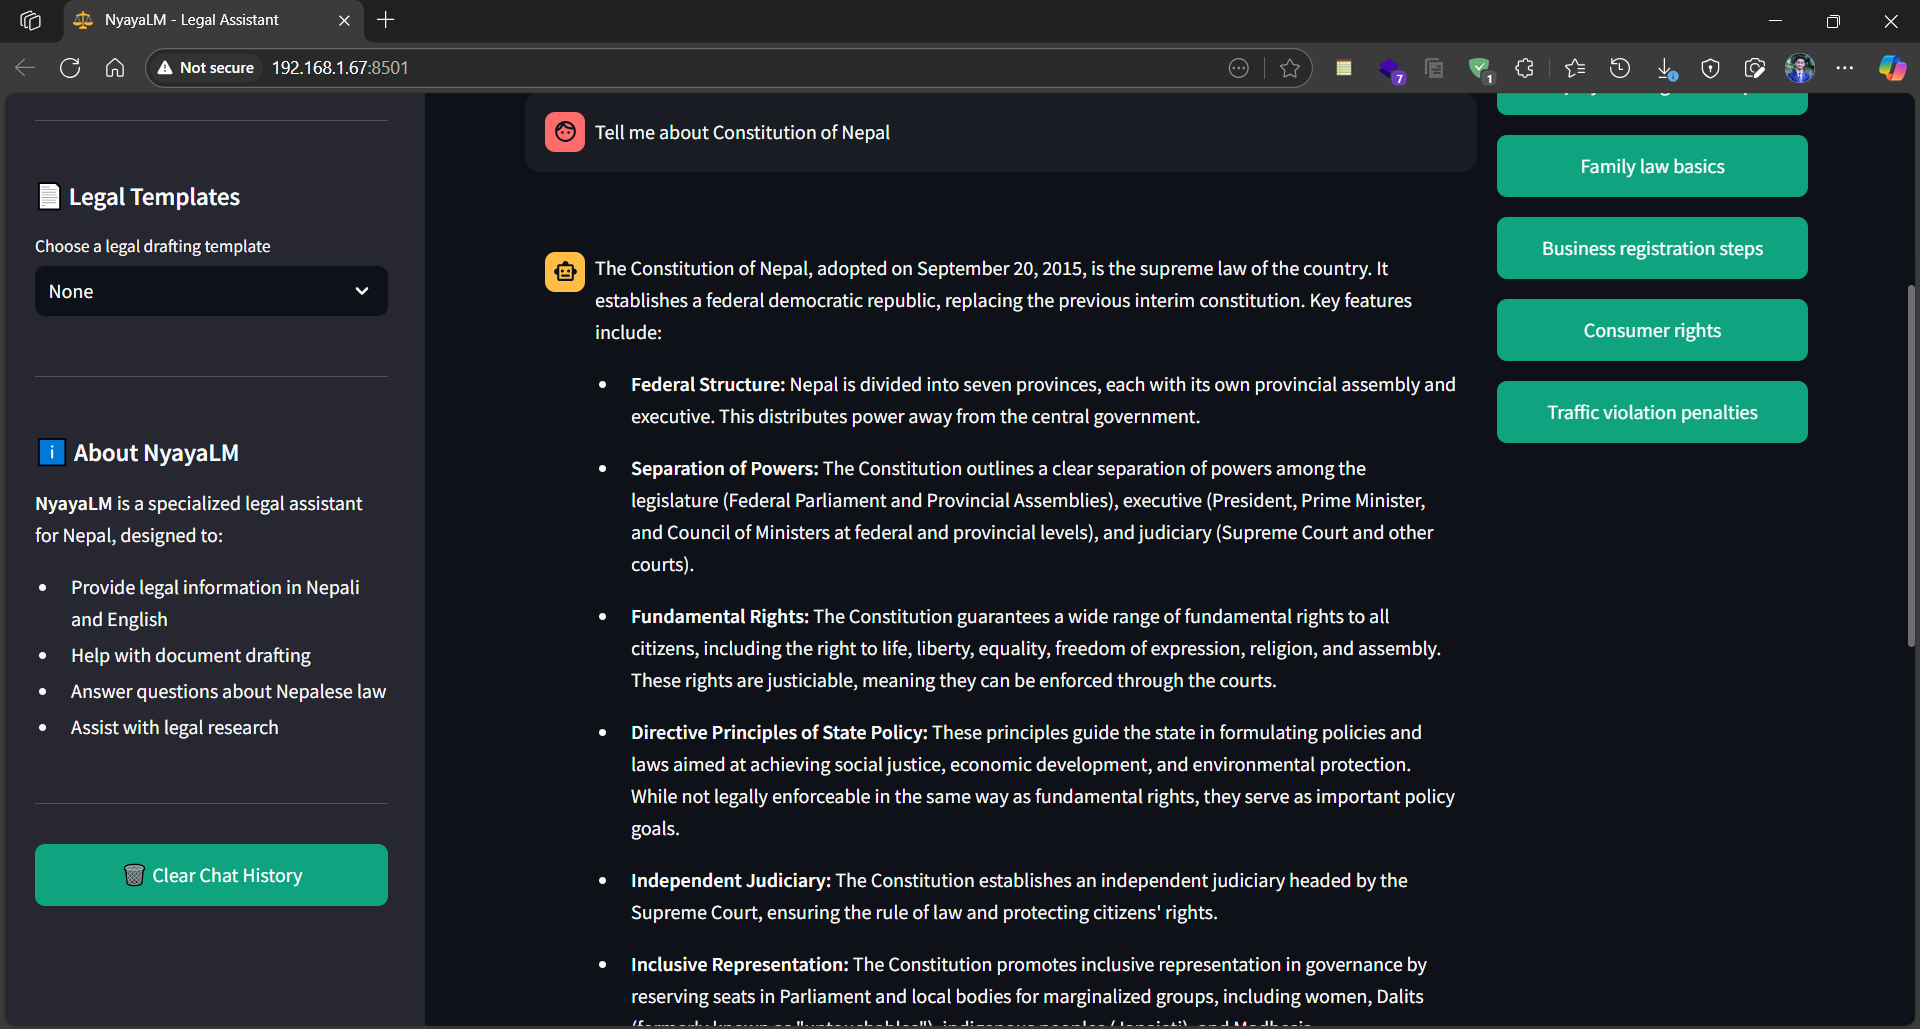 NyayaLM - Legal Assistant
Not secure
192.168.1.67:8501
7
1
Legal Templates
Choose a legal drafting template
None
About NyayaLM
NyayaLM is a specialized legal assistant
for Nepal, designed to:
Provide legal information in Nepali
and English
Help with document drafting
Answer questions about Nepalese law
Assist with legal research
Clear Chat History
Tell me about Constitution of Nepal
The Constitution of Nepal, adopted on September 20, 2015, is the supreme law of the country. It
establishes a federal democratic republic, replacing the previous interim constitution. Key features
include:
Federal Structure: Nepal is divided into seven provinces, each with its own provincial assembly and
executive. This distributes power away from the central government.
Separation of Powers: The Constitution outlines a clear separation of powers among the
legislature (Federal Parliament and Provincial Assemblies), executive (President, Prime Minister,
and Council of Ministers at federal and provincial levels), and judiciary (Supreme Court and other
courts).
Fundamental Rights: The Constitution guarantees a wide range of fundamental rights to all
citizens, including the right to life, liberty, equality, freedom of expression, religion, and assembly.
These rights are justiciable, meaning they can be enforced through the courts.
Directive Principles of State Policy: These principles guide the state in formulating policies and
laws aimed at achieving social justice, economic development, and environmental protection.
While not legally enforceable in the same way as fundamental rights, they serve as important policy
goals.
Independent Judiciary: The Constitution establishes an independent judiciary headed by the
Supreme Court, ensuring the rule of law and protecting citizens' rights.
Inclusive Representation: The Constitution promotes inclusive representation in governance by
reserving seats in Parliament and local bodies for marginalized groups, including women, Dalits
Family law basics
Business registration steps
Consumer rights
Traffic violation penalties